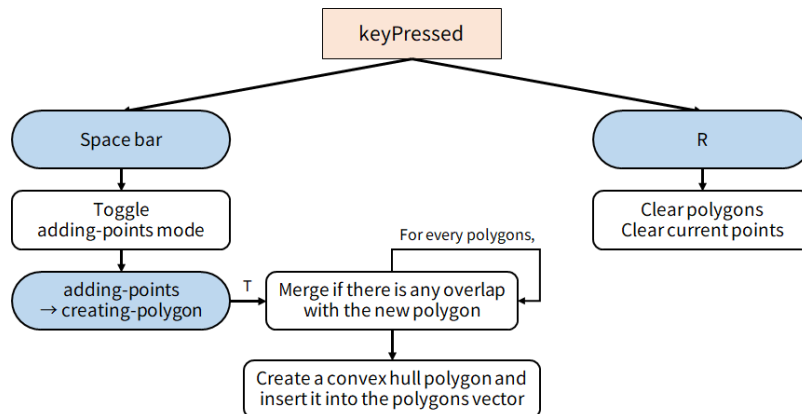 keyPressed
Space bar
R
Toggle
adding-points mode
Clear polygons
Clear current points
For every polygons,
adding-points
→ creating-polygon
T
Merge if there is any overlap
with the new polygon
Create a convex hull polygon and
insert it into the polygons vector